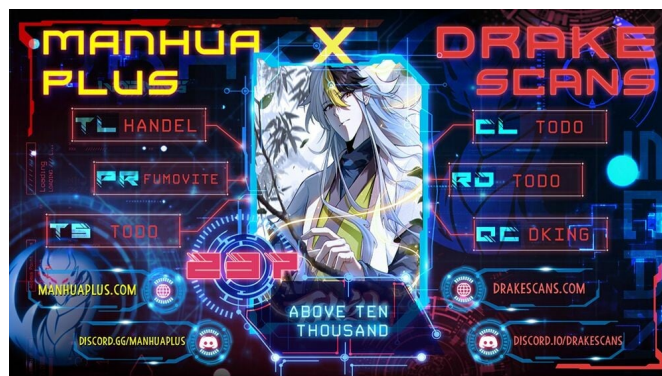 MANHUA
PLUS
X
DRAKE
SCANS
TL HANDEL
PR FUMOVITE
TS TODO
CL TODO
RD TODO
QC DKING
237
MANHUAPLUS.COM
DISCORD.GG/MANHUAPLUS
DRAKESCANS.COM
DISCORD.IO/DRAKESCANS
ABOVE TEN
THOUSAND